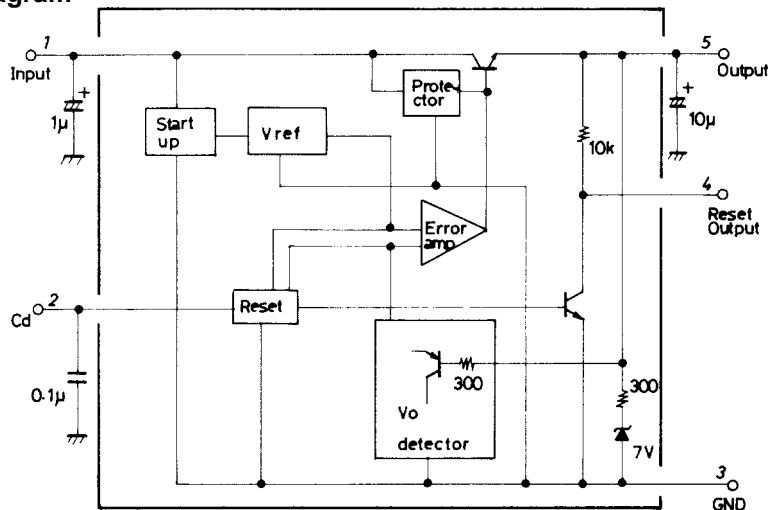 agram
1
Input
+
1μ
Start
up
Vref
Prote
ctor
5
Output
+
10μ
10k
4
Reset
Output
Error
amp
2
Cd
Reset
0.1μ
300
Vo
detector
300
7V
3
GND